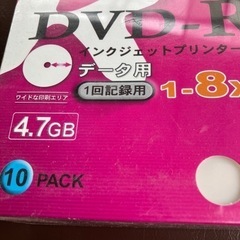 DVD-R
インクジェットプリンター
データ用
1回記録用
1-8X
ワイドな印刷エリア
4.7GB
10 PACK